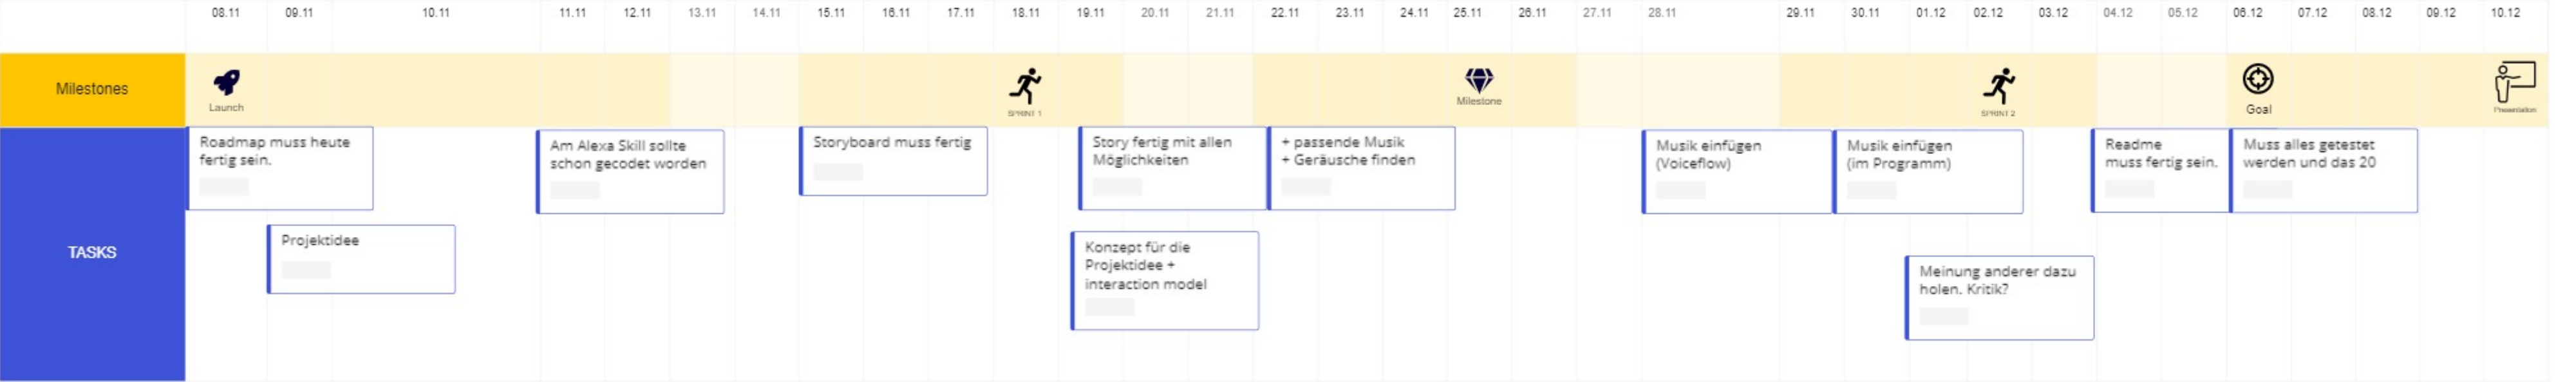 08.11 09.11 10.11 11.11 12.11 13.11 14.11 15.11 16.11 17.11 18.11 19.11 20.11 21.11 22.11 23.11 24.11 25.11 26.11 27.11 28.11 29.11 30.11 01.12 02.12 03.12 04.12 05.12 06.12 07.12 08.12 09.12 10.12
Milestones
Launch
SPRINT 1
Milestone
SPRINT 2
Goal
Presentation
TASKS
Roadmap muss heute
fertig sein.
Projektidee
Am Alexa Skill sollte
schon gecodet worden
Storyboard muss fertig
Story fertig mit allen
Möglichkeiten
Konzept für die
Projektidee +
interaction model
+ passende Musik
+ Geräusche finden
Musik einfügen
(Voiceflow)
Musik einfügen
(im Programm)
Meinung anderer dazu
holen. Kritik?
Readme
muss fertig sein.
Muss alles getestet
werden und das 20